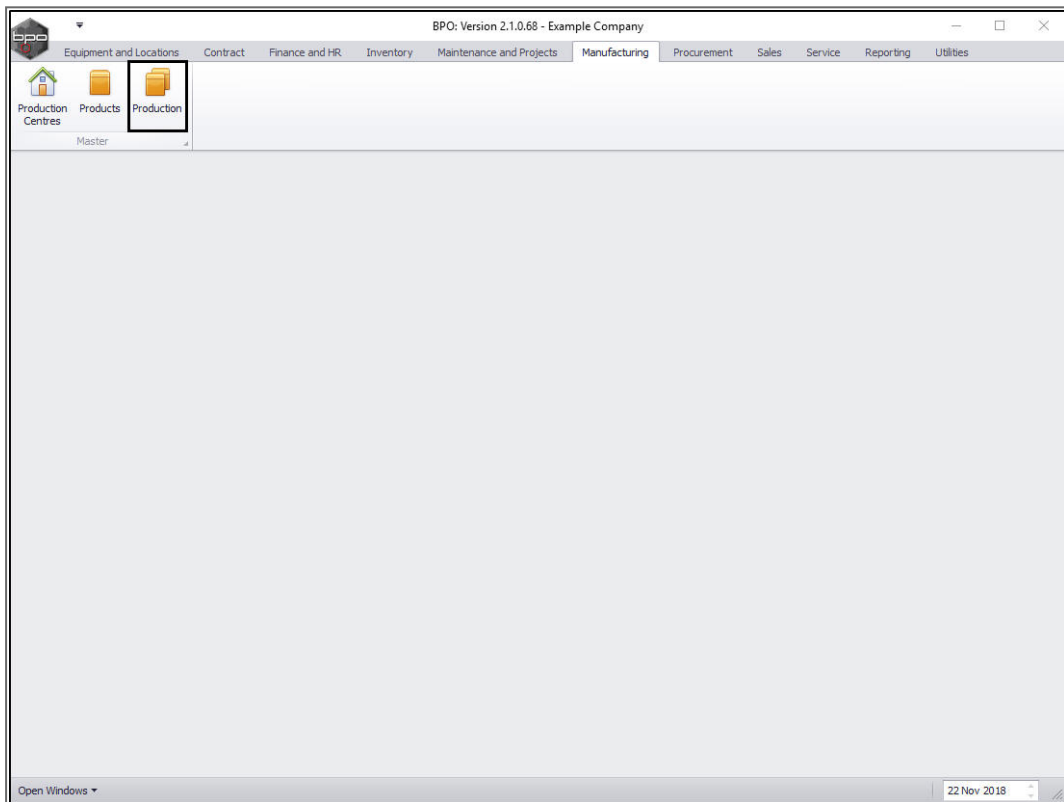 BPO: Version 2.1.0.68 - Example Company
bpo
Equipment and Locations Contract Finance and HR Inventory Maintenance and Projects Manufacturing Procurement Sales Service Reporting Utilities
Production Centres Products Production
Master
Open Windows 22 Nov 2018